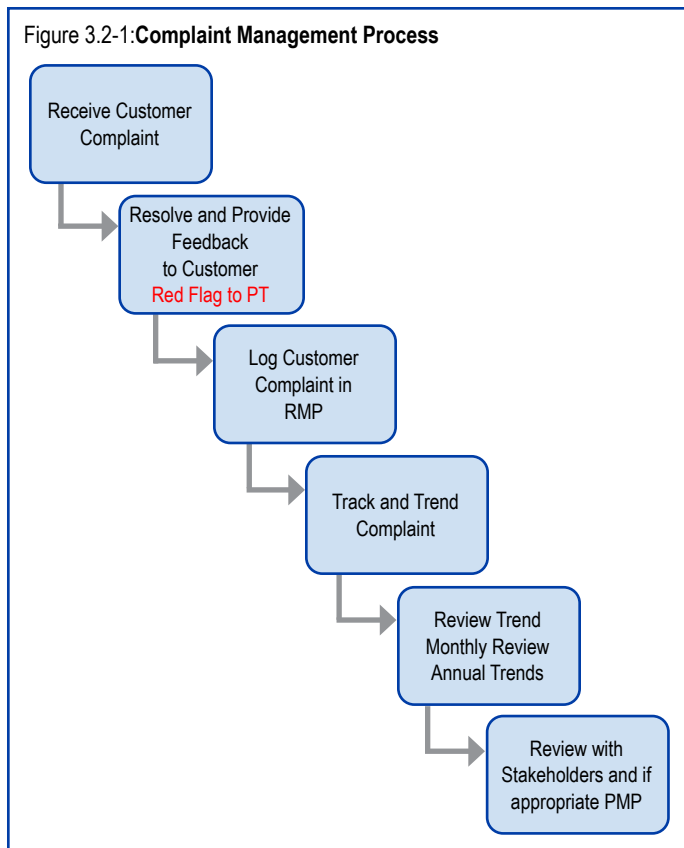 Figure 3.2-1:Complaint Management Process
Receive Customer
Complaint
Resolve and Provide
Feedback
to Customer
Red Flag to PT
Log Customer
Complaint in
RMP
Track and Trend
Complaint
Review Trend
Monthly Review
Annual Trends
Review with
Stakeholders and if
appropriate PMP